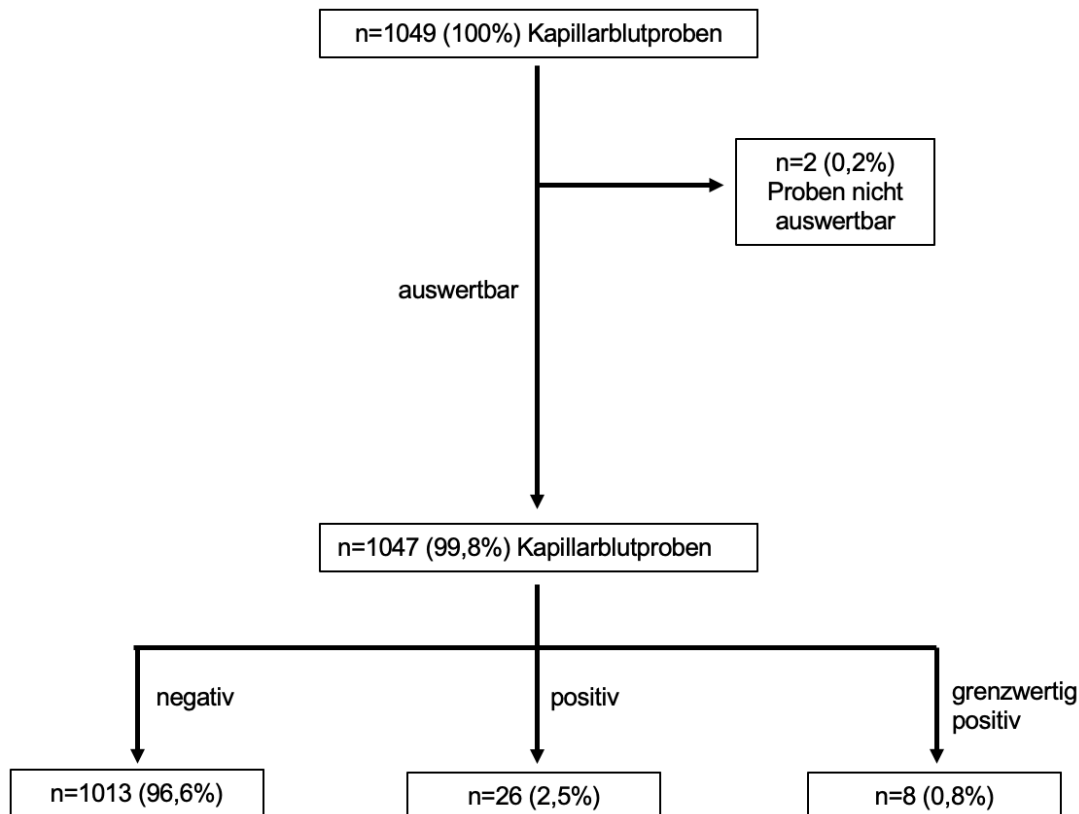 n=1049 (100%) Kapillarblutproben
n=2 (0,2%)
Proben nicht
auswertbar
auswertbar
n=1047 (99,8%) Kapillarblutproben
negativ
positiv
grenzwertig
positiv
n=1013 (96,6%)
n=26 (2,5%)
n=8 (0,8%)